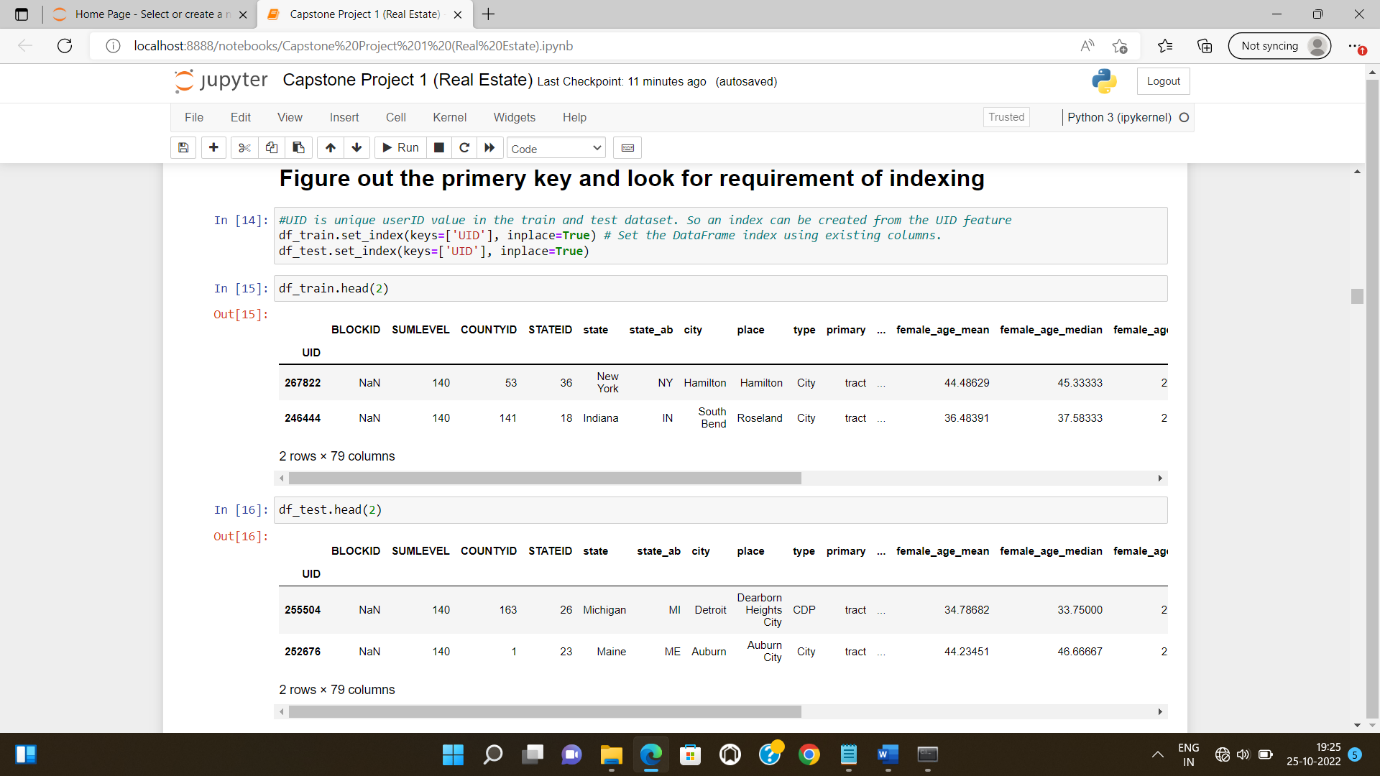 Home Page - Select or create a n
Capstone Project 1 (Real Estate)
localhost:8888/notebooks/Capstone%20Project%201%20(Real%20Estate).ipynb
Not syncing
jupyter Capstone Project 1 (Real Estate) Last Checkpoint: 11 minutes ago (autosaved)
Logout
File Edit View Insert Cell Kernel Widgets Help
Trusted
Python 3 (ipykernel)
Run
Code
Figure out the primery key and look for requirement of indexing
In [14]: #UID is unique userID value in the train and test dataset. So an index can be created from the UID feature
df_train.set_index(keys=['UID'], inplace=True) # Set the DataFrame index using existing columns.
df_test.set_index(keys=['UID'], inplace=True)
In [15]: df_train.head(2)
Out[15]:
BLOCKID SUMLEVEL COUNTYID STATEID state state_ab city place type primary ... female_age_mean female_age_median female_age
UID
267822 NaN 140 53 36 New York NY Hamilton Hamilton City tract ... 44.48629 45.33333 2
246444 NaN 140 141 18 Indiana IN South Bend Roseland City tract ... 36.48391 37.58333 2
2 rows × 79 columns
In [16]: df_test.head(2)
Out[16]:
BLOCKID SUMLEVEL COUNTYID STATEID state state_ab city place type primary ... female_age_mean female_age_median female_age
UID
255504 NaN 140 163 26 Michigan MI Detroit Dearborn Heights City CDP tract ... 34.78682 33.75000 2
252676 NaN 140 1 23 Maine ME Auburn Auburn City City tract ... 44.23451 46.66667 2
2 rows × 79 columns
ENG
IN
19:25
25-10-2022
5